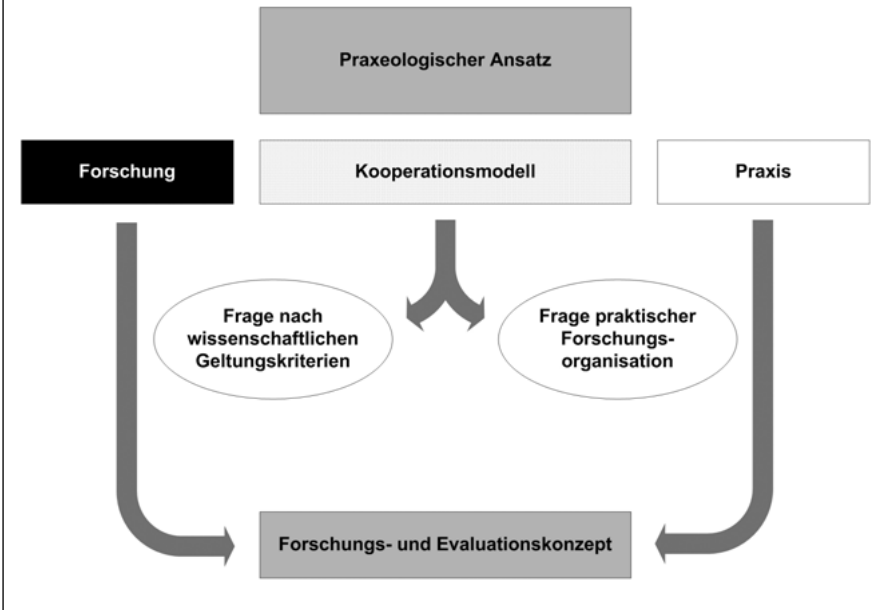 Praxeologischer Ansatz
Forschung
Kooperationsmodell
Praxis
Frage nach
wissenschaftlichen
Geltungskriterien
Frage praktischer
Forschungs-
organisation
Forschungs- und Evaluationskonzept